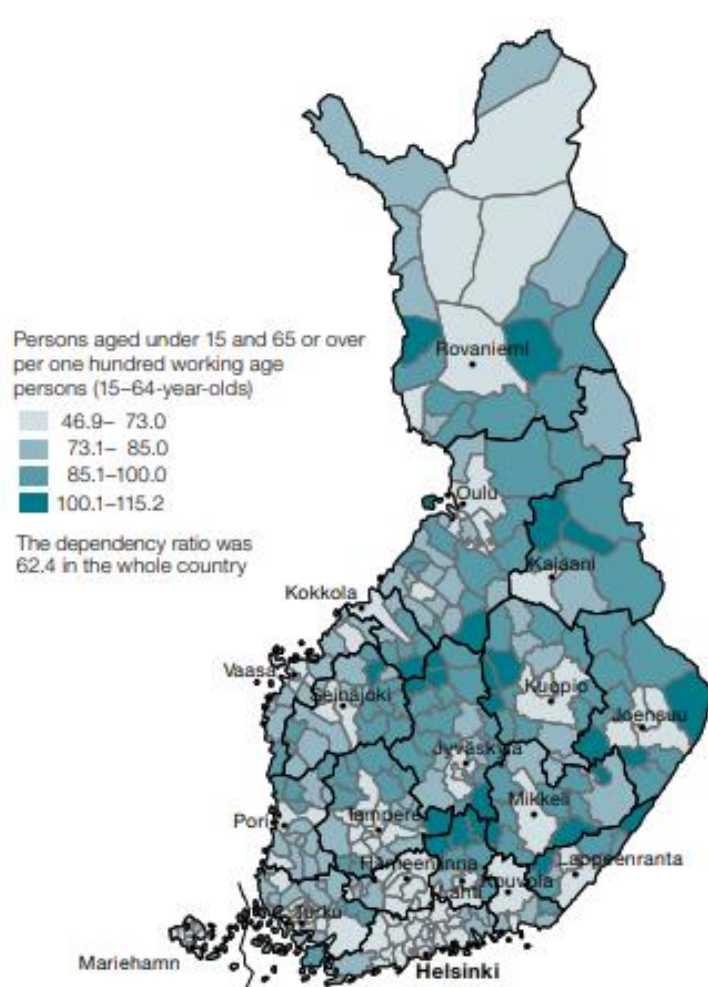 Persons aged under 15 and 65 or over
per one hundred working age
persons (15–64-year-olds)
46.9– 73.0
73.1– 85.0
85.1–100.0
100.1–115.2
The dependency ratio was
62.4 in the whole country
Rovaniemi
Oulu
Kajaani
Kokkola
Vaasa
Seinäjoki
Kuopio
Joensuu
Jyväskylä
Mikkeli
Pori
Tampere
Hämeenlinna
Lahti
Kouvola
Lappeenranta
Turku
Mariehamn
Helsinki